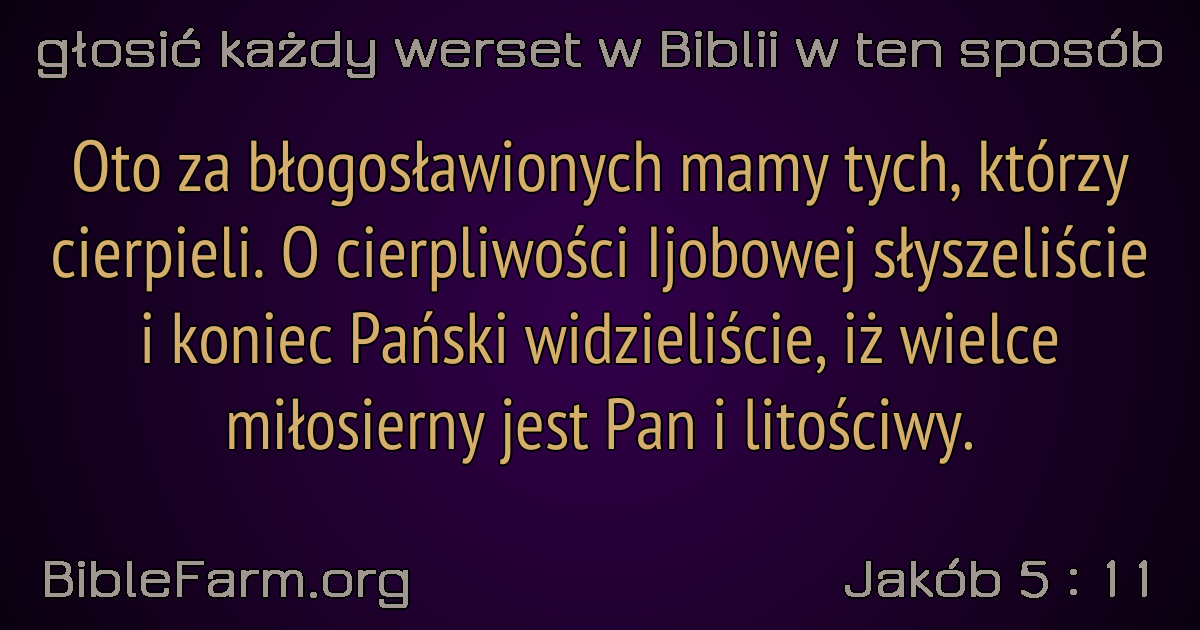 głosić każdy werset w Biblii w ten sposób
Oto za błogosławionych mamy tych, którzy
cierpieli. O cierpliwości Ijobowej słyszeliście
i koniec Pański widzieliście, iż wielce
miłosierny jest Pan i litościwy.
BibleFarm.org
Jakób 5 : 11